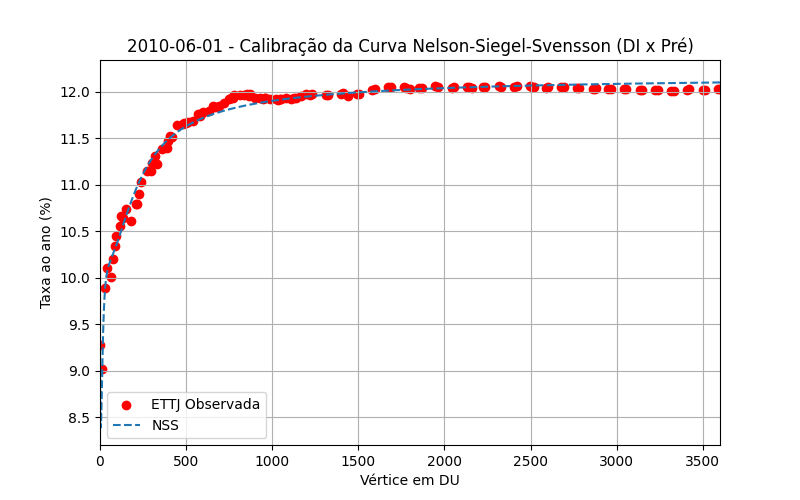 2010-06-01 - Calibração da Curva Nelson-Siegel-Svensson (DI x Pré)
Taxa ao ano (%)
12.0
11.5
11.0
10.5
10.0
9.5
9.0
8.5
ETTJ Observada
NSS
0 500 1000 1500 2000 2500 3000 3500
Vértice em DU